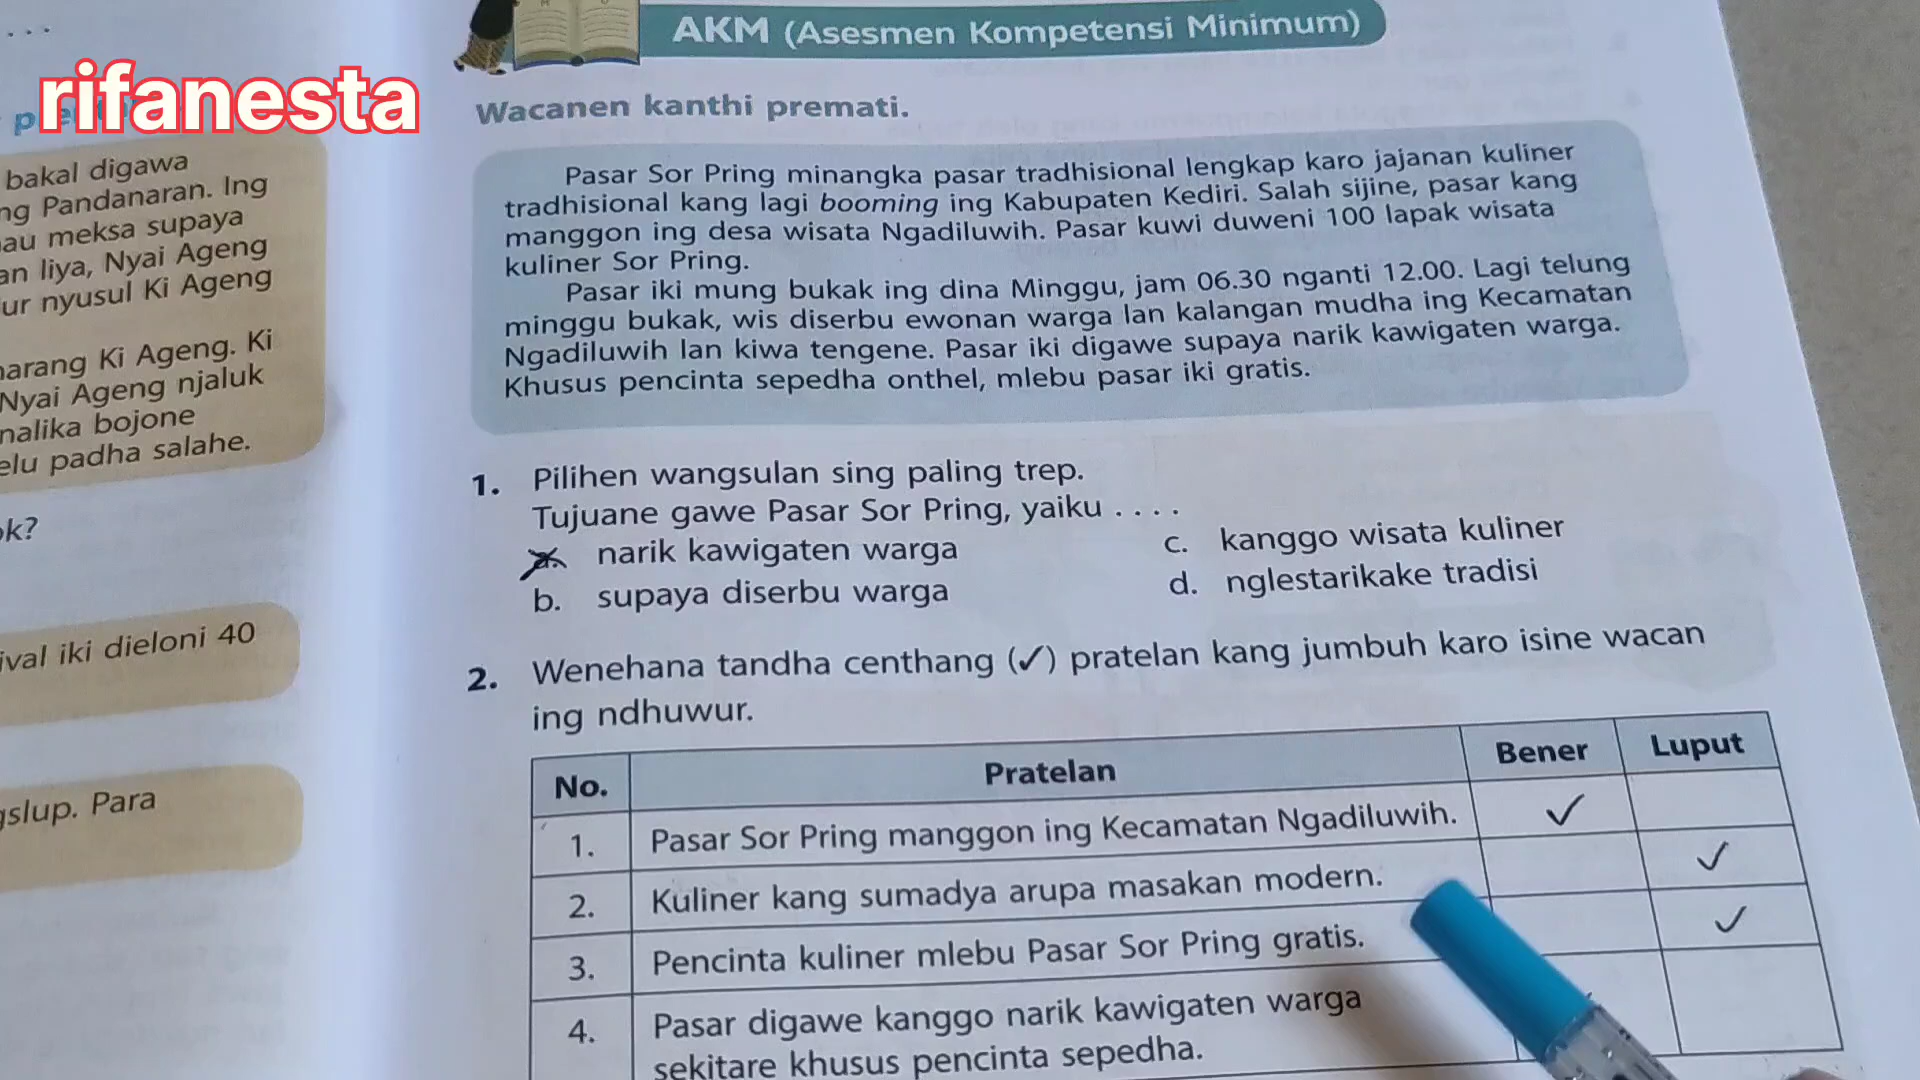 . . .
rifanesta
bakal digawa
Pandanaran. Ing
meksa supaya
liya, Nyai Ageng
nyusul Ki Ageng
Ki Ageng. Ki
Nyai Ageng njaluk
bojone
padha salahe.
iki dieloni 40
Para
AKM (Asesmen Kompetensi Minimum)
Wacanen kanthi premati.
Pasar Sor Pring minangka pasar tradhisional lengkap karo jajanan kuliner
tradhisional kang lagi booming ing Kabupaten Kediri. Salah sijine, pasar kang
manggon ing desa wisata Ngadiluwih. Pasar kuwi duweni 100 lapak wisata
kuliner Sor Pring.
Pasar iki mung bukak ing dina Minggu, jam 06.30 nganti 12.00. Lagi telung
minggu bukak, wis diserbu ewonan warga lan kalangan mudha ing Kecamatan
Ngadiluwih lan kiwa tengene. Pasar iki digawe supaya narik kawigaten warga.
Khusus pencinta sepedha onthel, mlebu pasar iki gratis.
1. Pilihen wangsulan sing paling trep.
Tujuane gawe Pasar Sor Pring, yaiku . . . .
a. narik kawigaten warga
b. supaya diserbu warga
c. kanggo wisata kuliner
d. nglestarikake tradisi
2. Wenehana tandha centhang (✓) pratelan kang jumbuh karo isine wacan
ing ndhuwur.
No. Pratelan Bener Luput
1. Pasar Sor Pring manggon ing Kecamatan Ngadiluwih. ✓
2. Kuliner kang sumadya arupa masakan modern. ✓
3. Pencinta kuliner mlebu Pasar Sor Pring gratis. ✓
4. Pasar digawe kanggo narik kawigaten warga
sekitare khusus pencinta sepedha.